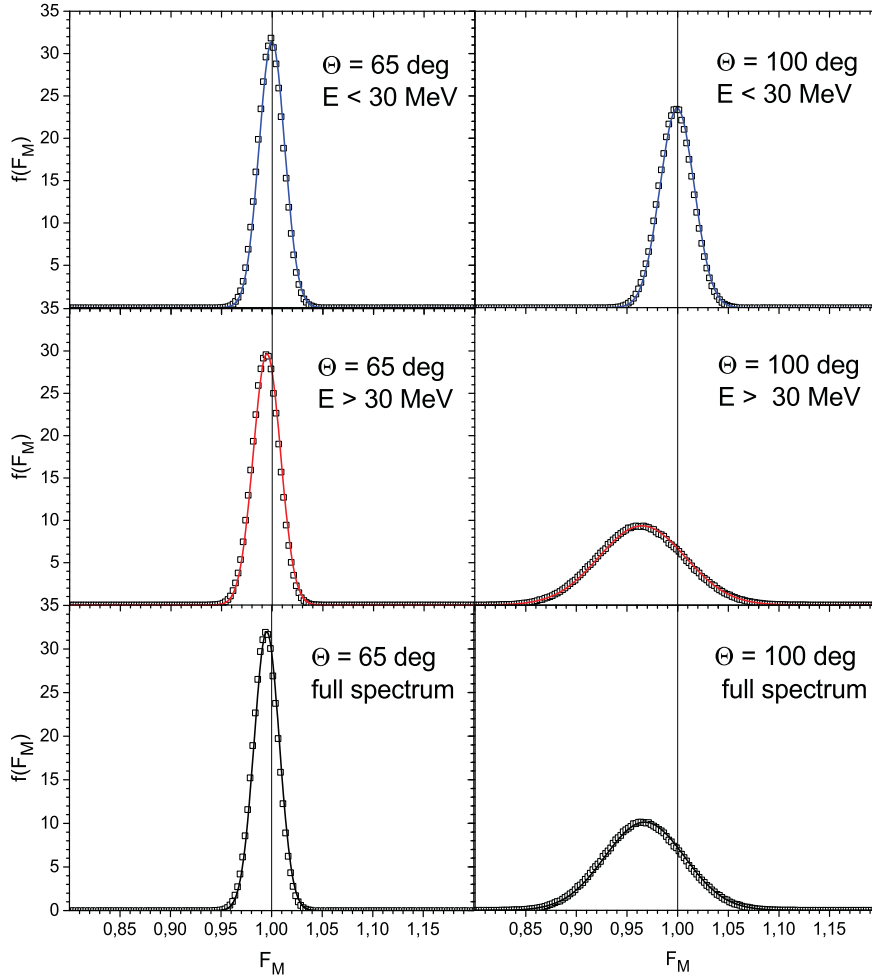 35
30
25
20
15
10
5
f(F_M)
Θ = 65 deg
E < 30 MeV
Θ = 100 deg
E < 30 MeV
35
30
25
20
15
10
5
f(F_M)
Θ = 65 deg
E > 30 MeV
Θ = 100 deg
E > 30 MeV
35
30
25
20
15
10
5
0
f(F_M)
Θ = 65 deg
full spectrum
Θ = 100 deg
full spectrum
0,85 0,90 0,95 1,00 1,05 1,10 1,15
0,85 0,90 0,95 1,00 1,05 1,10 1,15
F_M
F_M